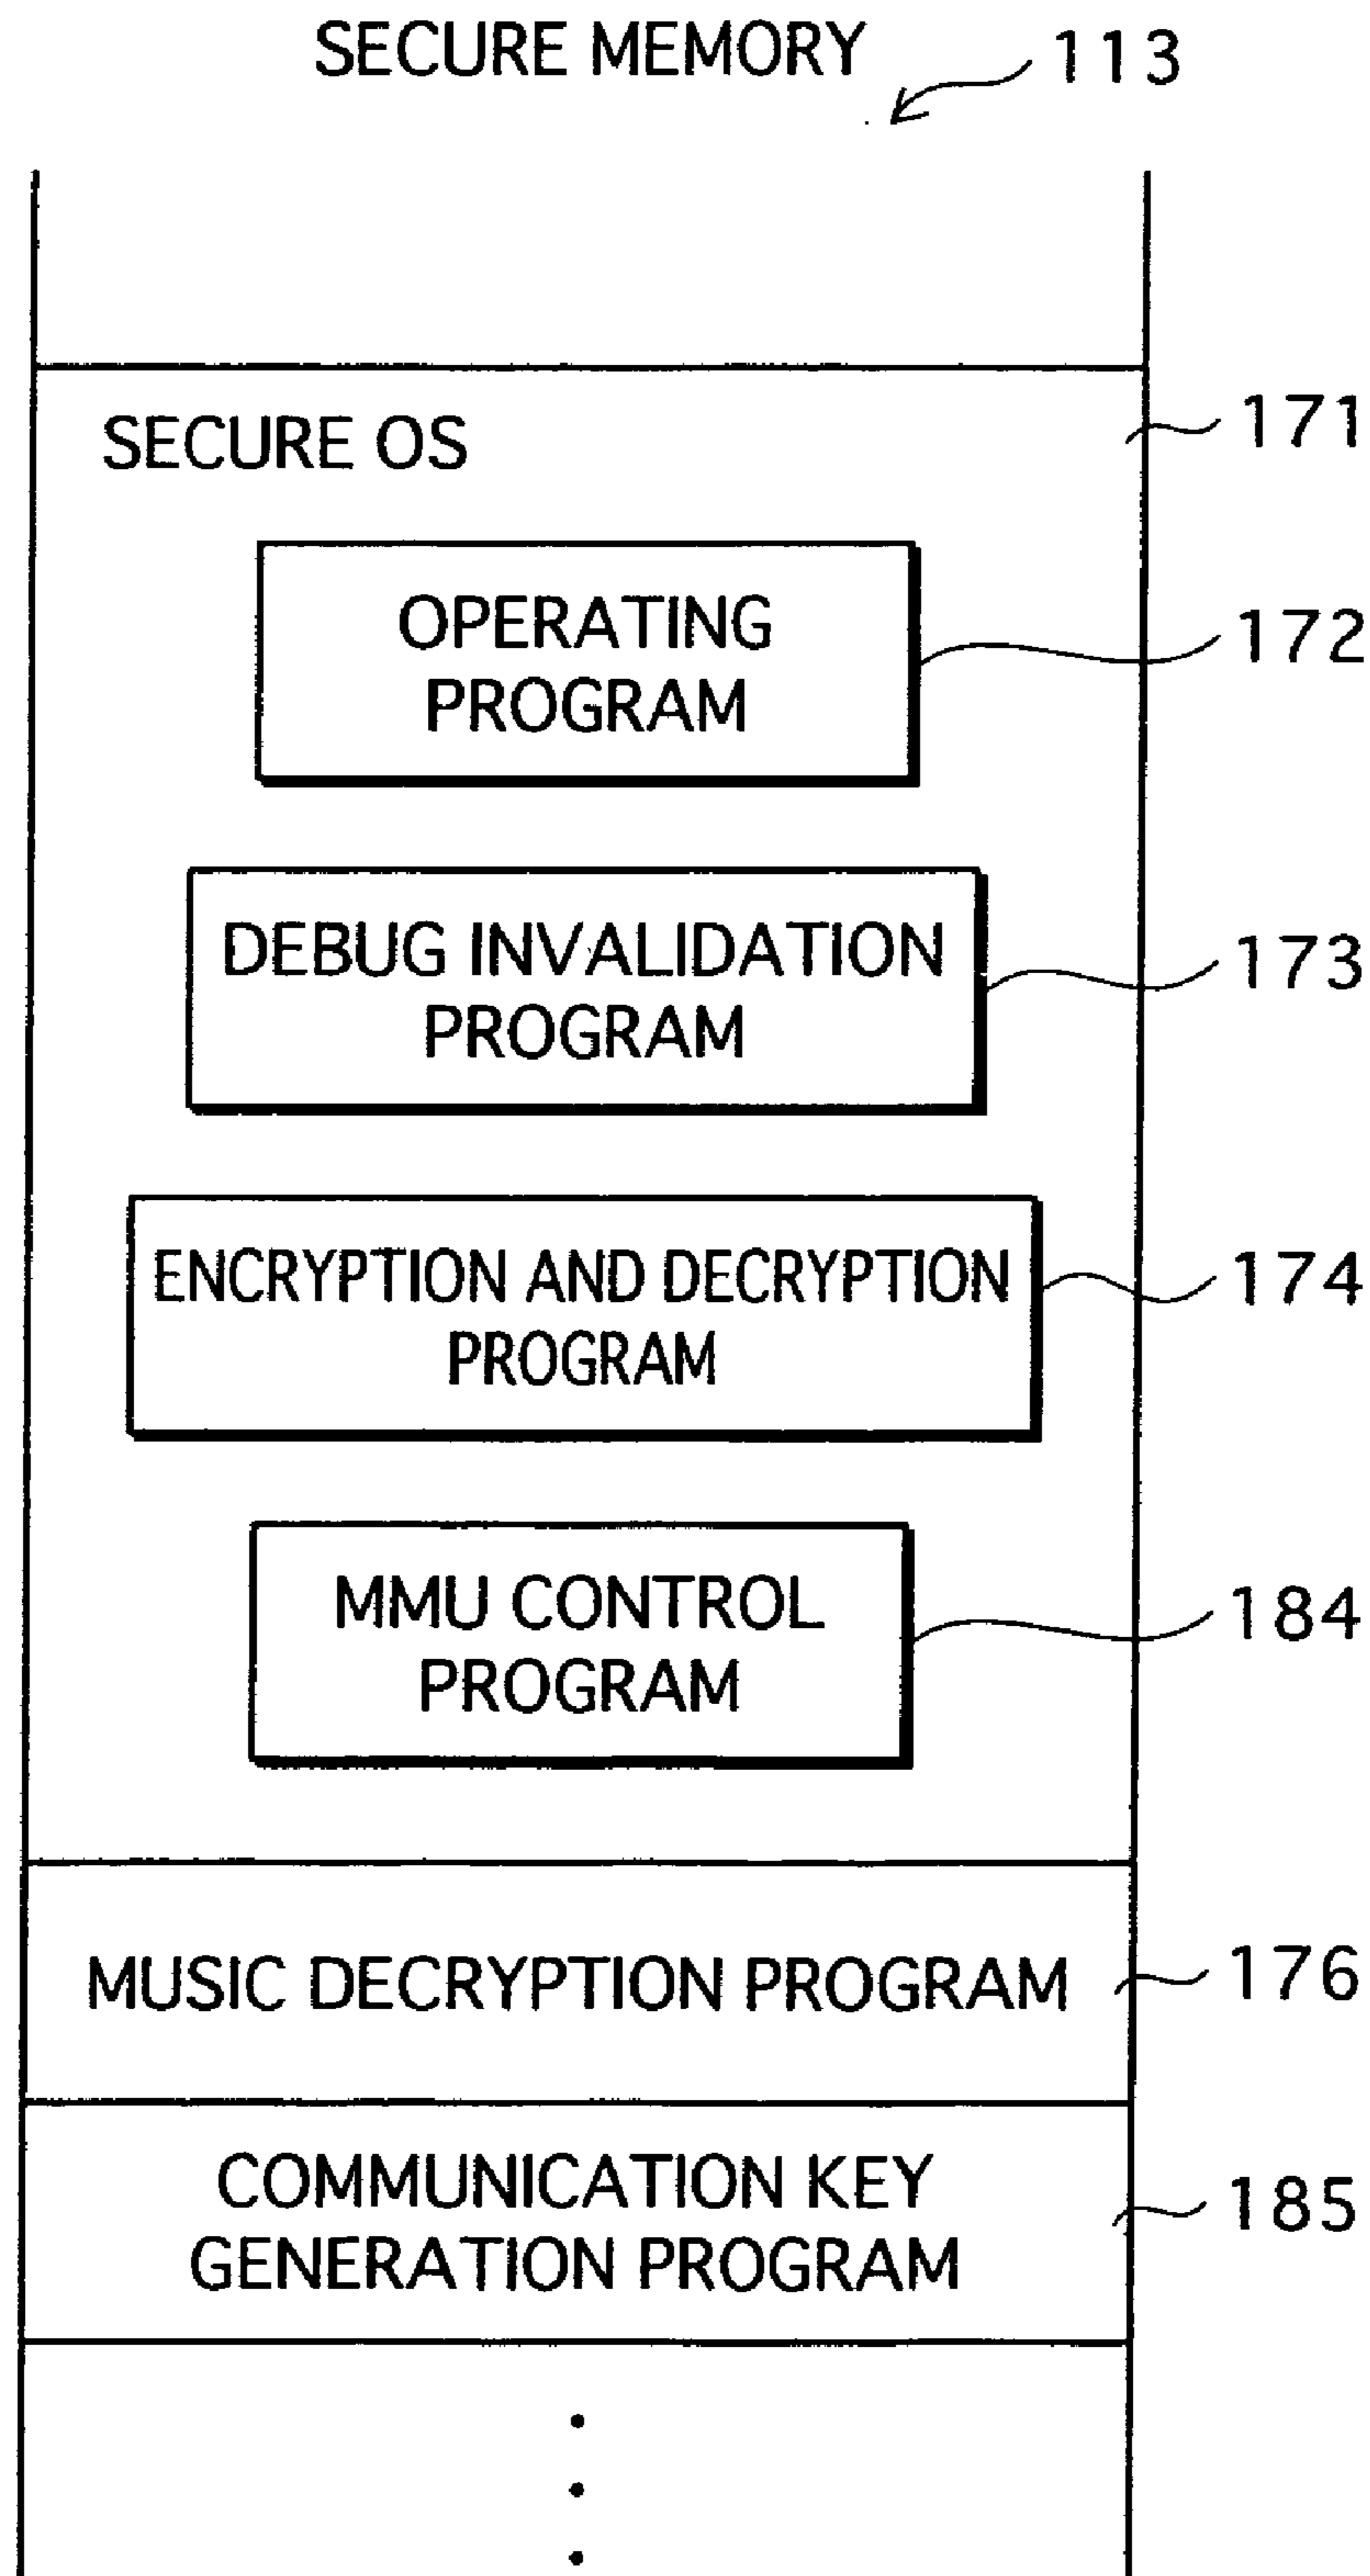 SECURE MEMORY 113
SECURE OS 171
OPERATING
PROGRAM
172
DEBUG INVALIDATION
PROGRAM
173
ENCRYPTION AND DECRYPTION
PROGRAM
174
MMU CONTROL
PROGRAM
184
MUSIC DECRYPTION PROGRAM 176
COMMUNICATION KEY
GENERATION PROGRAM
185